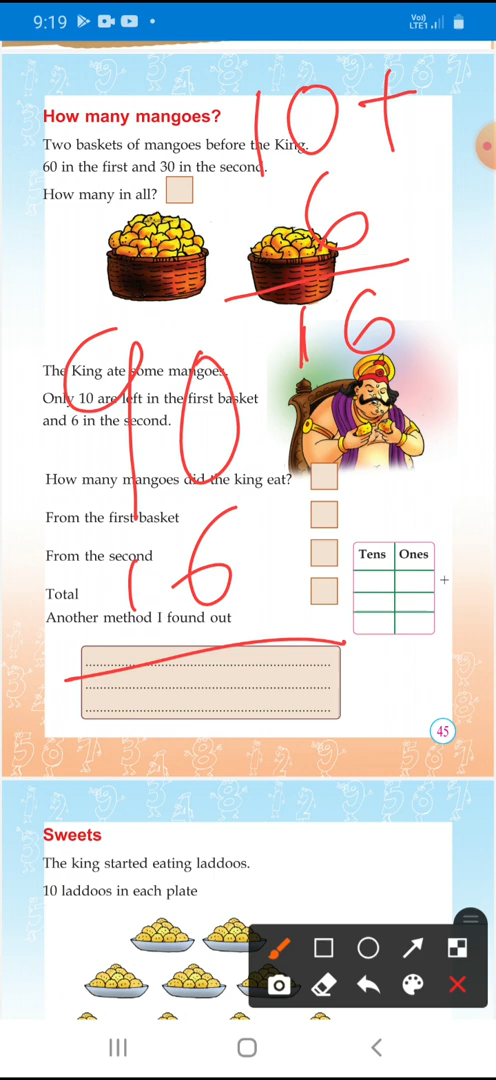 9:19
Vo))
LTE1
How many mangoes?
Two baskets of mangoes before the King.
60 in the first and 30 in the second.
How many in all?
10 +
6
16
The King ate some mangoes.
Only 10 are left in the first basket
and 6 in the second.
90
How many mangoes did the king eat?
From the first basket
From the second
Tens Ones
+
16
Total
Another method I found out
45
Sweets
The king started eating laddoos.
10 laddoos in each plate